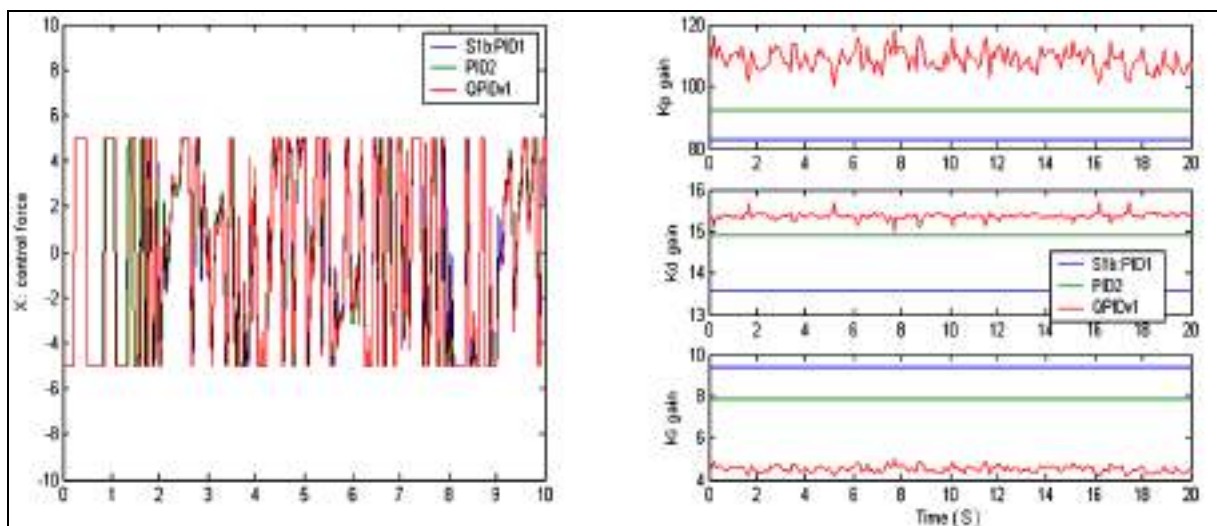 10
8
6
4
2
0
-2
-4
-6
-8
-10
X: control force
S1b:PID1
PID2
QPIDv1
0 1 2 3 4 5 6 7 8 9 10
120
100
80
Kp gain
0 2 4 6 8 10 12 14 16 18 20
16
15
14
13
Kd gain
S1b:PID1
PID2
QPIDv1
0 2 4 6 8 10 12 14 16 18 20
10
8
6
4
Ki gain
0 2 4 6 8 10 12 14 16 18 20
Time ( S )